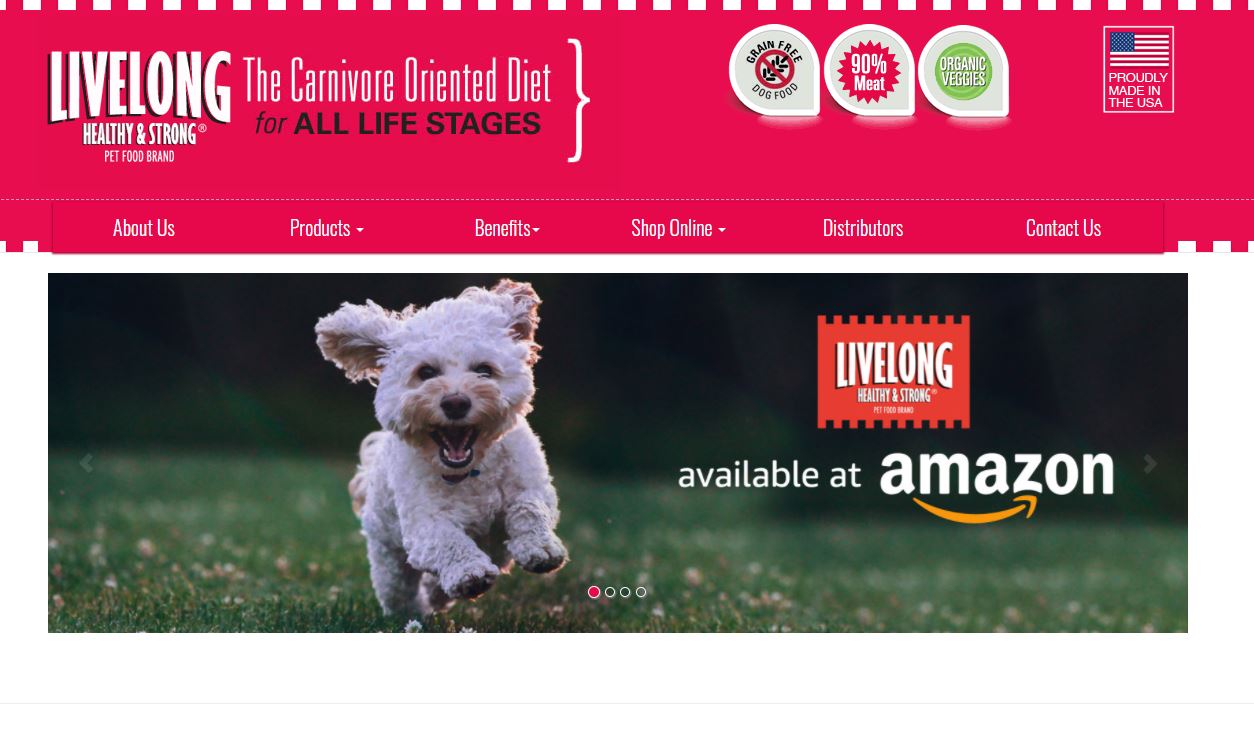 LIVELONG
HEALTHY & STRONG®
PET FOOD BRAND
The Carnivore Oriented Diet
for ALL LIFE STAGES
GRAIN FREE
DOG FOOD
90%
Meat
ORGANIC
VEGGIES
PROUDLY
MADE IN
THE USA
About Us
Products
Benefits
Shop Online
Distributors
Contact Us
LIVELONG
HEALTHY & STRONG®
PET FOOD BRAND
available at amazon